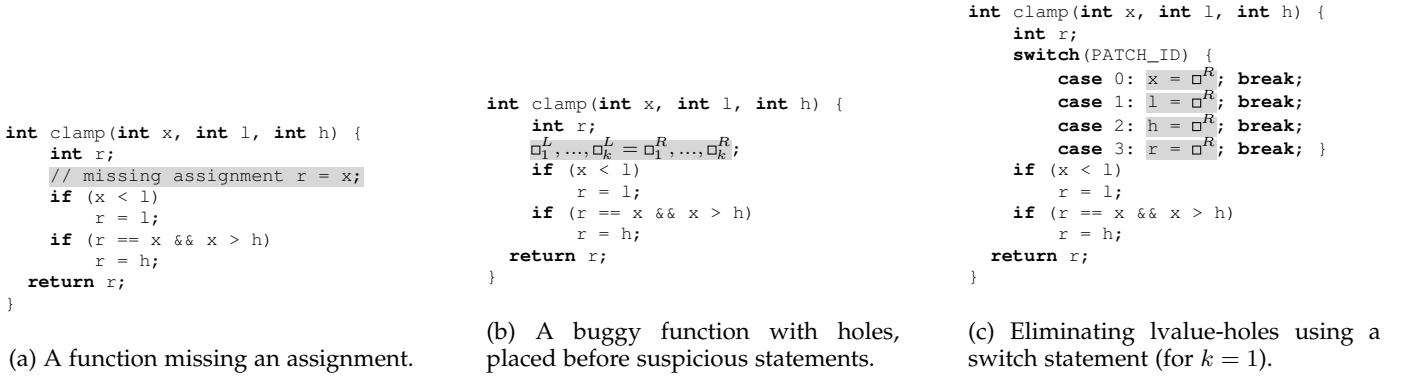 int clamp(int x, int l, int h) {
int r;
// missing assignment r = x;
if (x < l)
r = l;
if (r == x && x > h)
r = h;
return r;
}
(a) A function missing an assignment.
int clamp(int x, int l, int h) {
int r;
□₁ᴸ, ..., □ₖᴸ = □₁ᴿ, ..., □ₖᴿ;
if (x < l)
r = l;
if (r == x && x > h)
r = h;
return r;
}
(b) A buggy function with holes,
placed before suspicious statements.
int clamp(int x, int l, int h) {
int r;
switch(PATCH_ID) {
case 0: x = □ᴿ; break;
case 1: l = □ᴿ; break;
case 2: h = □ᴿ; break;
case 3: r = □ᴿ; break; }
if (x < l)
r = l;
if (r == x && x > h)
r = h;
return r;
}
(c) Eliminating lvalue-holes using a
switch statement (for k = 1).